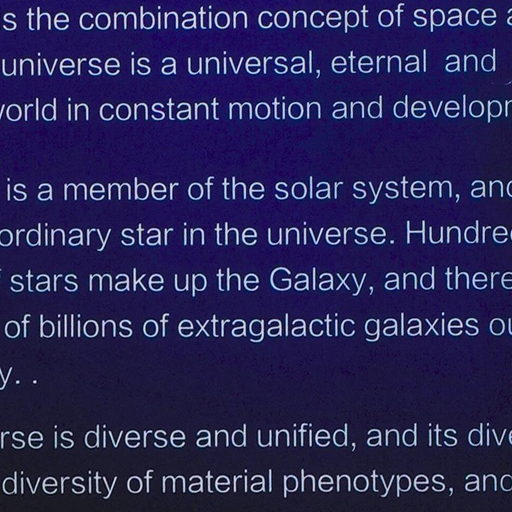 s the combination concept of space
universe is a universal, eternal and
world in constant motion and developm
is a member of the solar system, and
ordinary star in the universe. Hundre
stars make up the Galaxy, and there
of billions of extragalactic galaxies ou
y. .
rse is diverse and unified, and its dive
diversity of material phenotypes, and